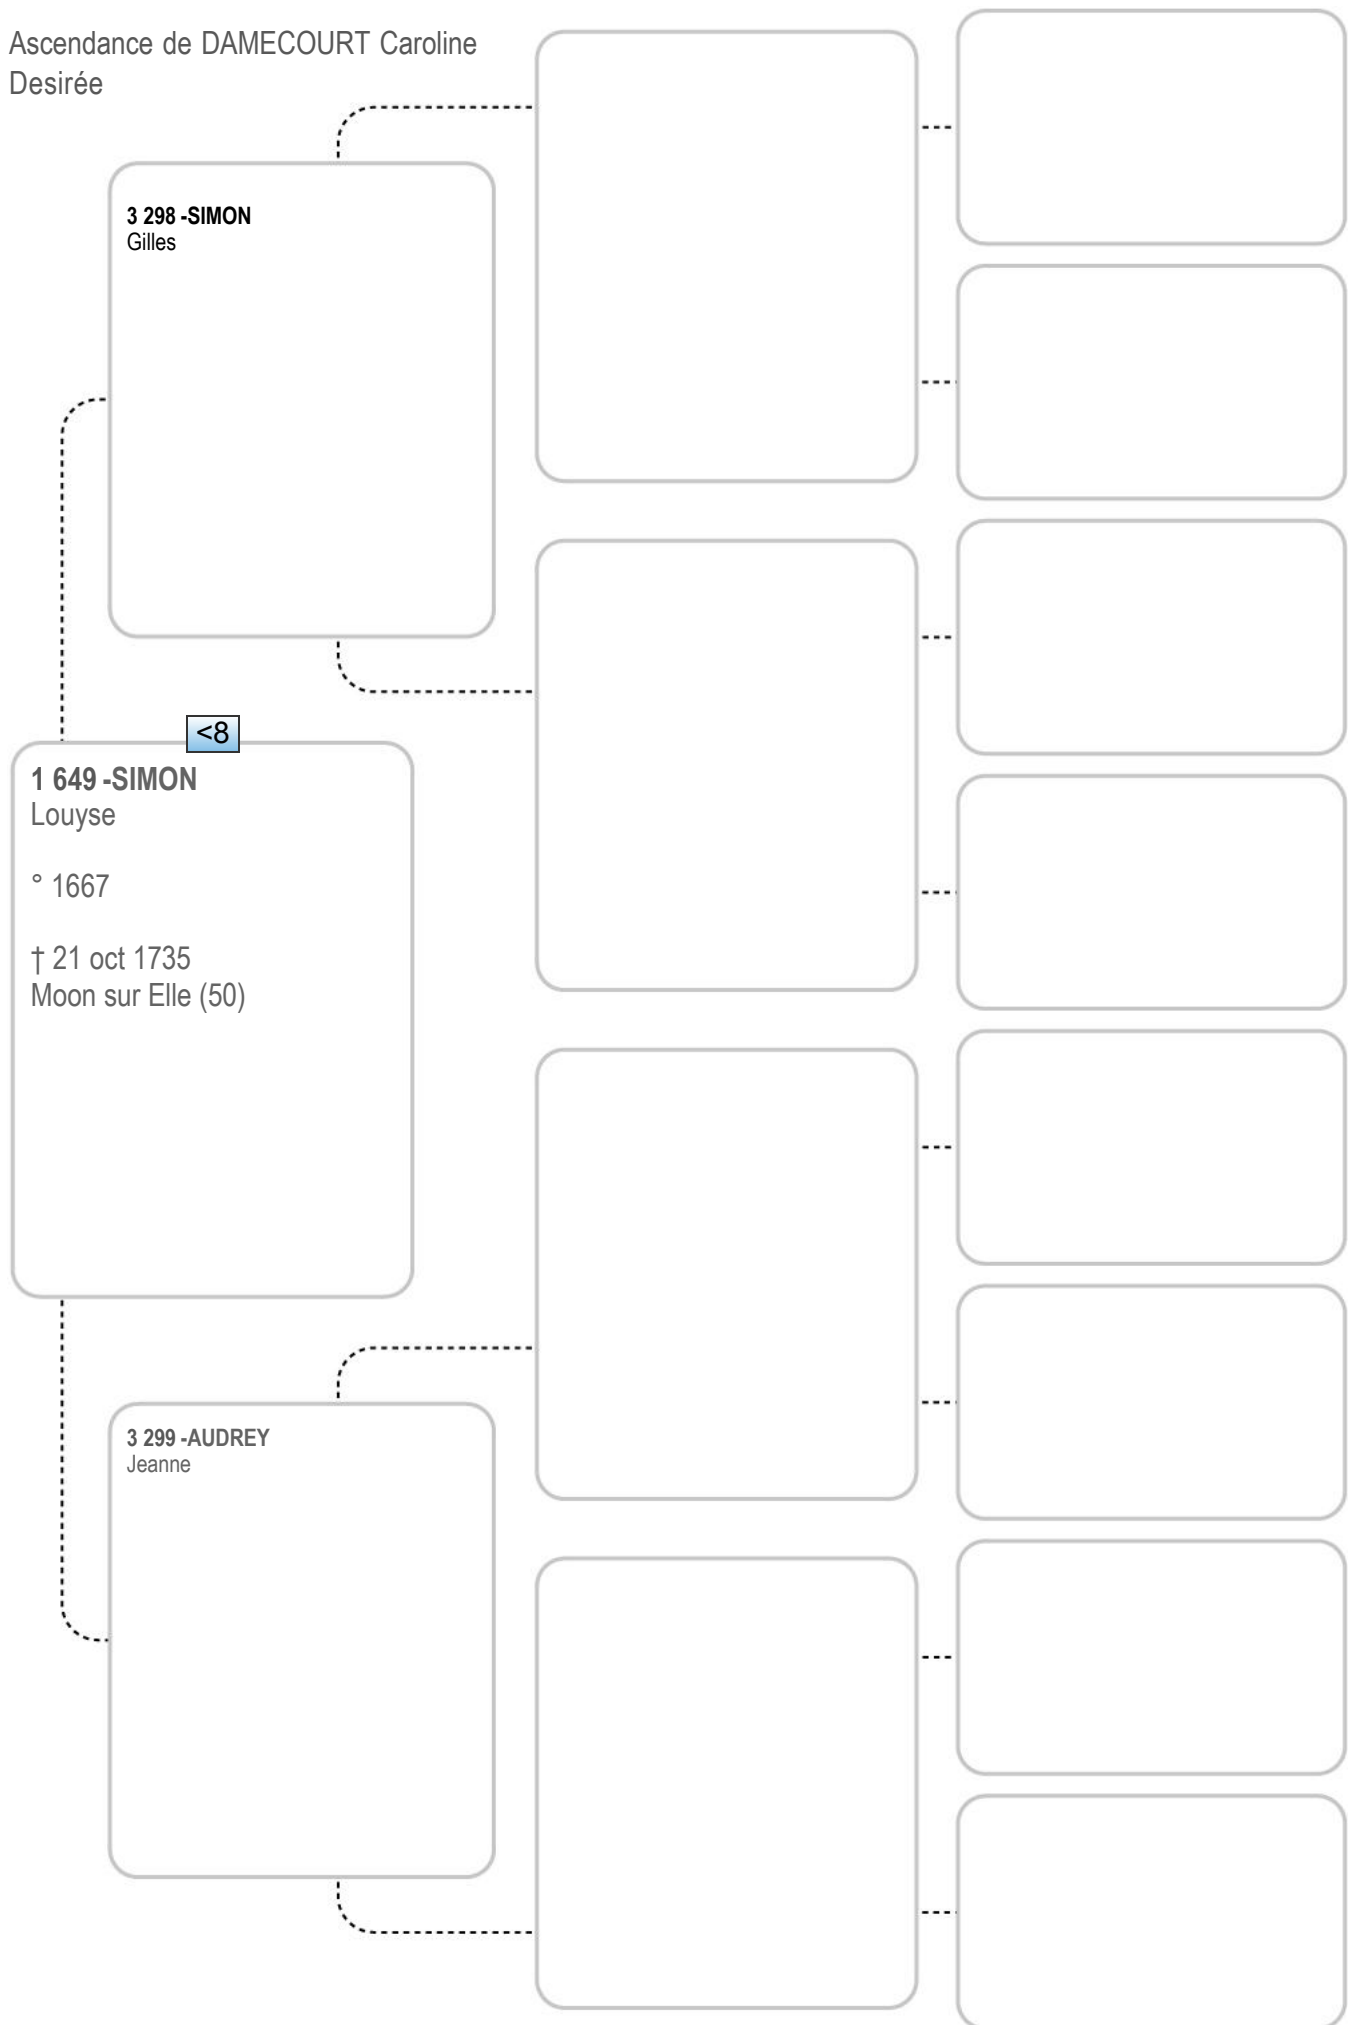 Ascendance de DAMECOURT Caroline
Desirée
3 298 -SIMON
Gilles
<8
1 649 -SIMON
Louyse
° 1667
† 21 oct 1735
Moon sur Elle (50)
3 299 -AUDREY
Jeanne